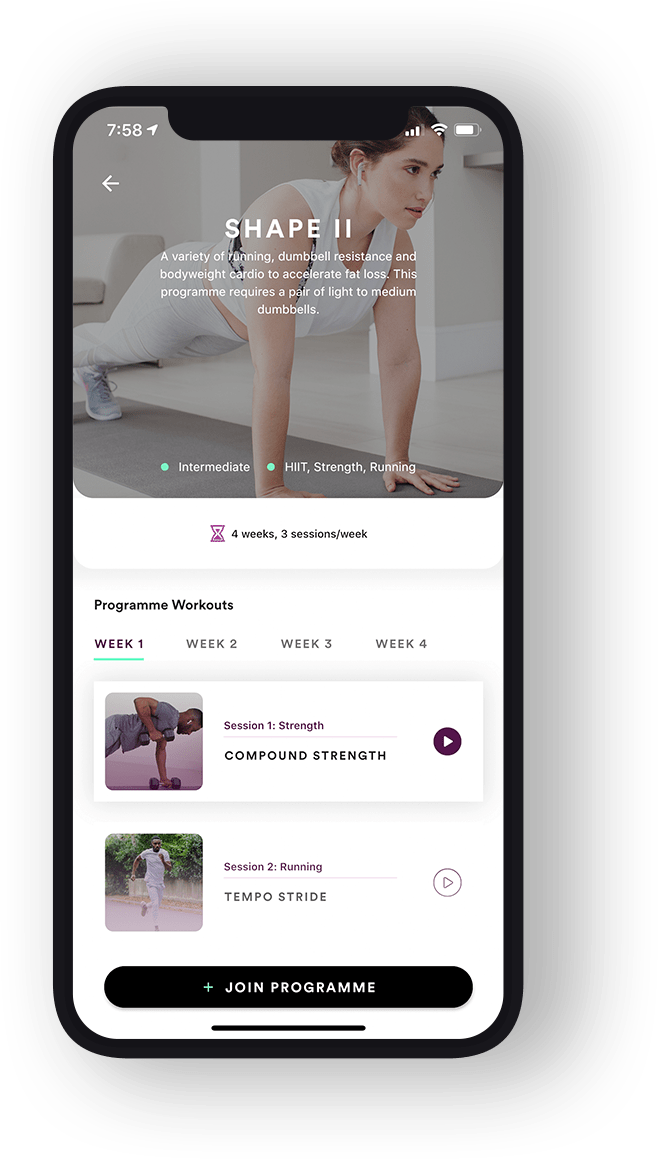 7:58
SHAPE II
A variety of running, dumbbell resistance and
bodyweight cardio to accelerate fat loss. This
programme requires a pair of light to medium
dumbbells.
Intermediate HIIT, Strength, Running
4 weeks, 3 sessions/week
Programme Workouts
WEEK 1 WEEK 2 WEEK 3 WEEK 4
Session 1: Strength
COMPOUND STRENGTH
Session 2: Running
TEMPO STRIDE
+ JOIN PROGRAMME